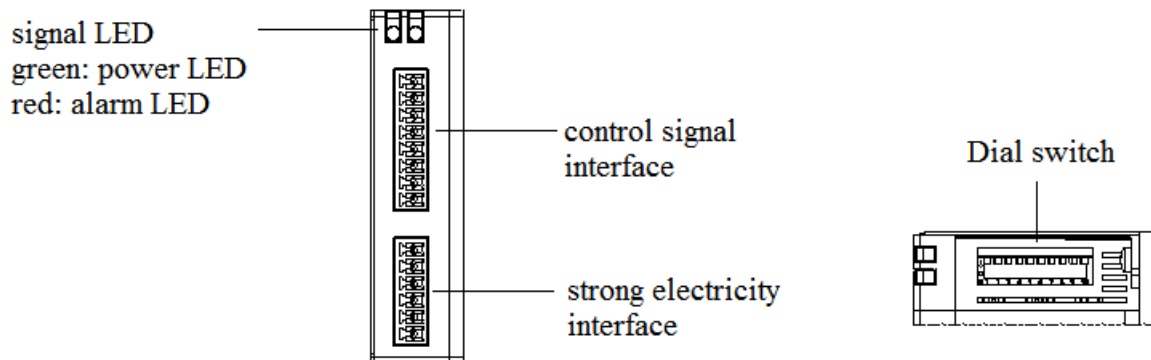 signal LED
green: power LED
red: alarm LED
control signal
interface
strong electricity
interface
Dial switch